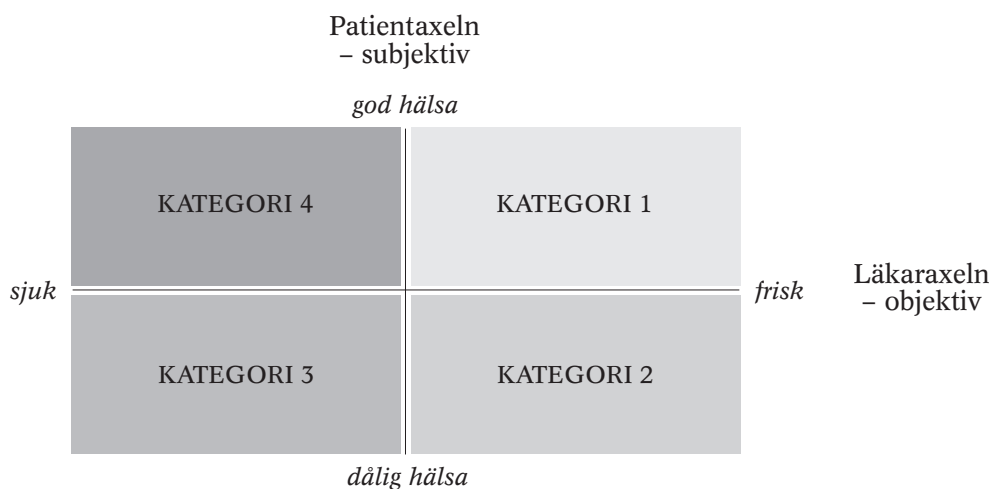 Patientaxeln
– subjektiv
god hälsa
KATEGORI 4
KATEGORI 1
sjuk
frisk
Läkaraxeln
– objektiv
KATEGORI 3
KATEGORI 2
dålig hälsa